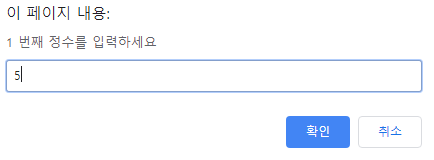 이 페이지 내용:
1 번째 정수를 입력하세요
5
확인 취소